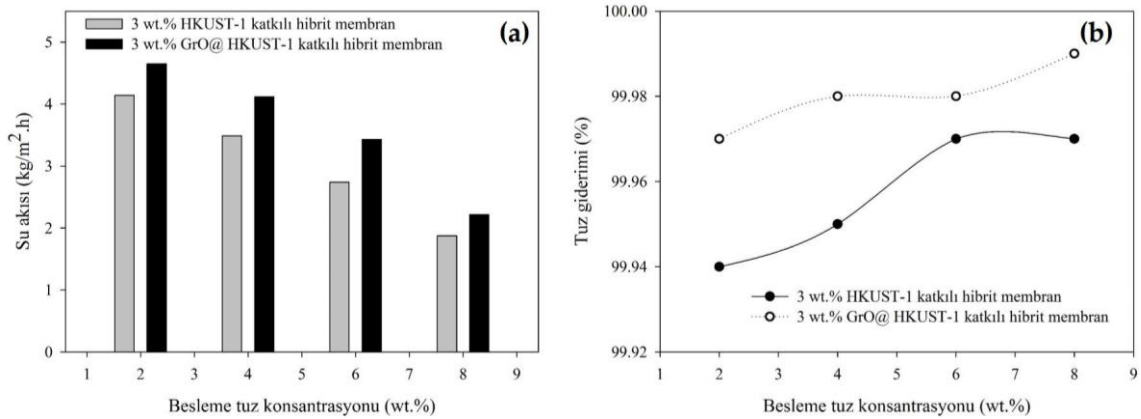 3 wt.% HKUST-1 katkılı hibrit membran
3 wt.% GrO@ HKUST-1 katkılı hibrit membran
(a)
5
4
3
2
1
0
Su akısı (kg/m².h)
1 2 3 4 5 6 7 8 9
Besleme tuz konsantrasyonu (wt.%)
(b)
100.00
99.98
99.96
99.94
99.92
Tuz giderimi (%)
3 wt.% HKUST-1 katkılı hibrit membran
3 wt.% GrO@ HKUST-1 katkılı hibrit membran
1 2 3 4 5 6 7 8 9
Besleme tuz konsantrasyonu (wt.%)